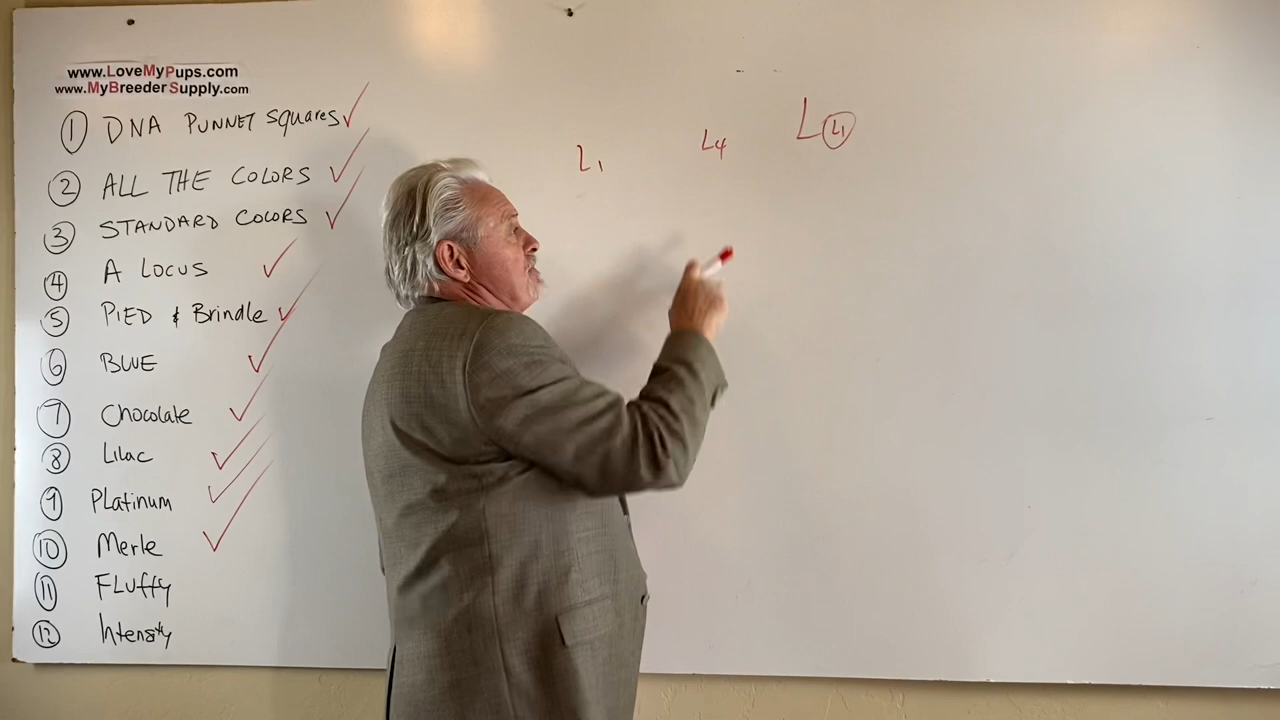 www.LoveMyPups.com
www.MyBreederSupply.com
1 DNA PUNNET Squares ✓
2 ALL THE COLORS ✓
3 STANDARD COLORS ✓
4 A LOCUS ✓
5 PIED & Brindle ✓
6 BLUE ✓
7 Chocolate ✓
8 Lilac ✓
9 Platinum ✓
10 Merle ✓
11 FLuffy
12 Intensity
L1 L4 L